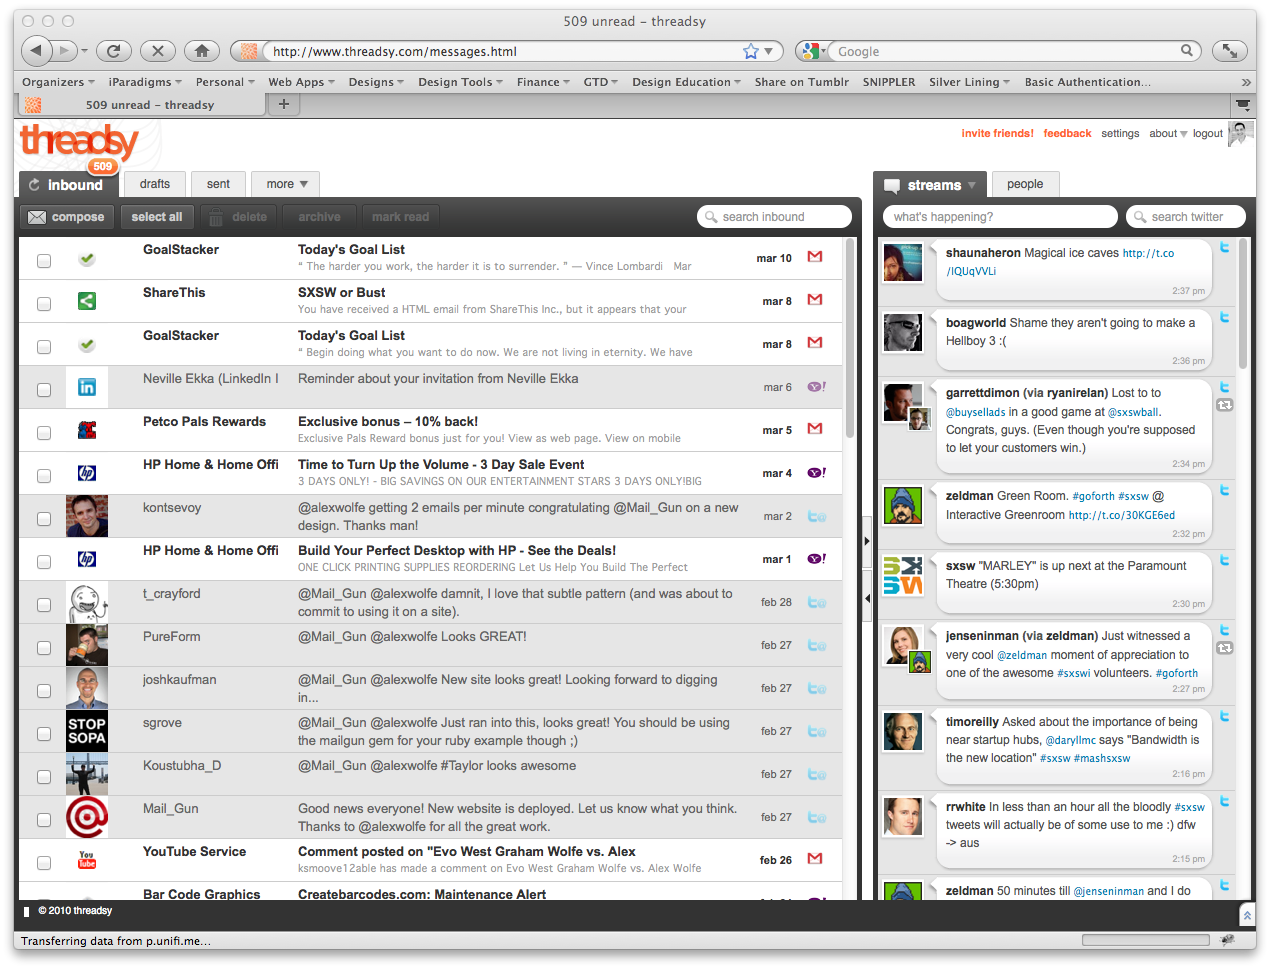 509 unread – threadsy
http://www.threadsy.com/messages.html
Google
Organizers iParadigms Personal Web Apps Designs Design Tools Finance GTD Design Education Share on Tumblr SNIPPLER Silver Lining Basic Authentication... »
509 unread – threadsy +
threadsy
509
invite friends! feedback settings about logout
inbound drafts sent more
streams people
compose select all delete archive mark read search inbound
what's happening? search twitter
GoalStacker Today's Goal List
“ The harder you work, the harder it is to surrender. ” — Vince Lombardi Mar
mar 10
ShareThis SXSW or Bust
You have received a HTML email from ShareThis Inc., but it appears that your
mar 8
GoalStacker Today's Goal List
“ Begin doing what you want to do now. We are not living in eternity. We have
mar 8
in
Neville Ekka (LinkedIn I Reminder about your invitation from Neville Ekka
mar 6 Y!
Petco Pals Rewards Exclusive bonus – 10% back!
Exclusive Pals Reward bonus just for you! View as web page. View on mobile
mar 5
hp
HP Home & Home Offi Time to Turn Up the Volume - 3 Day Sale Event
3 DAYS ONLY! - BIG SAVINGS ON OUR ENTERTAINMENT STARS 3 DAYS ONLY!BIG
mar 4 Y!
kontsevoy @alexwolfe getting 2 emails per minute congratulating @Mail_Gun on a new
design. Thanks man!
mar 2 t@
hp
HP Home & Home Offi Build Your Perfect Desktop with HP - See the Deals!
ONE CLICK PRINTING SUPPLIES REORDERING Let Us Help You Build The Perfect
mar 1 Y!
t_crayford @Mail_Gun @alexwolfe damnit, I love that subtle pattern (and was about to
commit to using it on a site).
feb 28 t@
PureForm @Mail_Gun @alexwolfe Looks GREAT!
feb 27 t@
joshkaufman @Mail_Gun @alexwolfe New site looks great! Looking forward to digging
in...
feb 27 t@
STOP
SOPA
sgrove @Mail_Gun @alexwolfe Just ran into this, looks great! You should be using
the mailgun gem for your ruby example though ;)
feb 27 t@
Koustubha_D @Mail_Gun @alexwolfe #Taylor looks awesome
feb 27 t@
@
Mail_Gun Good news everyone! New website is deployed. Let us know what you think.
Thanks to @alexwolfe for all the great work.
feb 27 t@
You
Tube
YouTube Service Comment posted on "Evo West Graham Wolfe vs. Alex
ksmoove12able has made a comment on Evo West Graham Wolfe vs. Alex Wolfe
feb 26
Bar Code Graphics Createbarcodes.com: Maintenance Alert
shaunaheron Magical ice caves http://t.co
/IQUqVVLi
2:37 pm
boagworld Shame they aren't going to make a
Hellboy 3 :(
2:36 pm
garrettdimon (via ryanirelan) Lost to to
@buysellads in a good game at @sxswball.
Congrats, guys. (Even though you're supposed
to let your customers win.)
2:34 pm
zeldman Green Room. #goforth #sxsw @
Interactive Greenroom http://t.co/30KGE6ed
2:32 pm
SX
SW
sxsw "MARLEY" is up next at the Paramount
Theatre (5:30pm)
2:30 pm
jenseninman (via zeldman) Just witnessed a
very cool @zeldman moment of appreciation to
one of the awesome #sxswi volunteers. #goforth
2:27 pm
timoreilly Asked about the importance of being
near startup hubs, @daryllmc says "Bandwidth is
the new location" #sxsw #mashsxsw
2:16 pm
rrwhite In less than an hour all the bloodly #sxsw
tweets will actually be of some use to me :) dfw
-> aus
2:15 pm
zeldman 50 minutes till @jenseninman and I do
© 2010 threadsy
Transferring data from p.unifi.me...